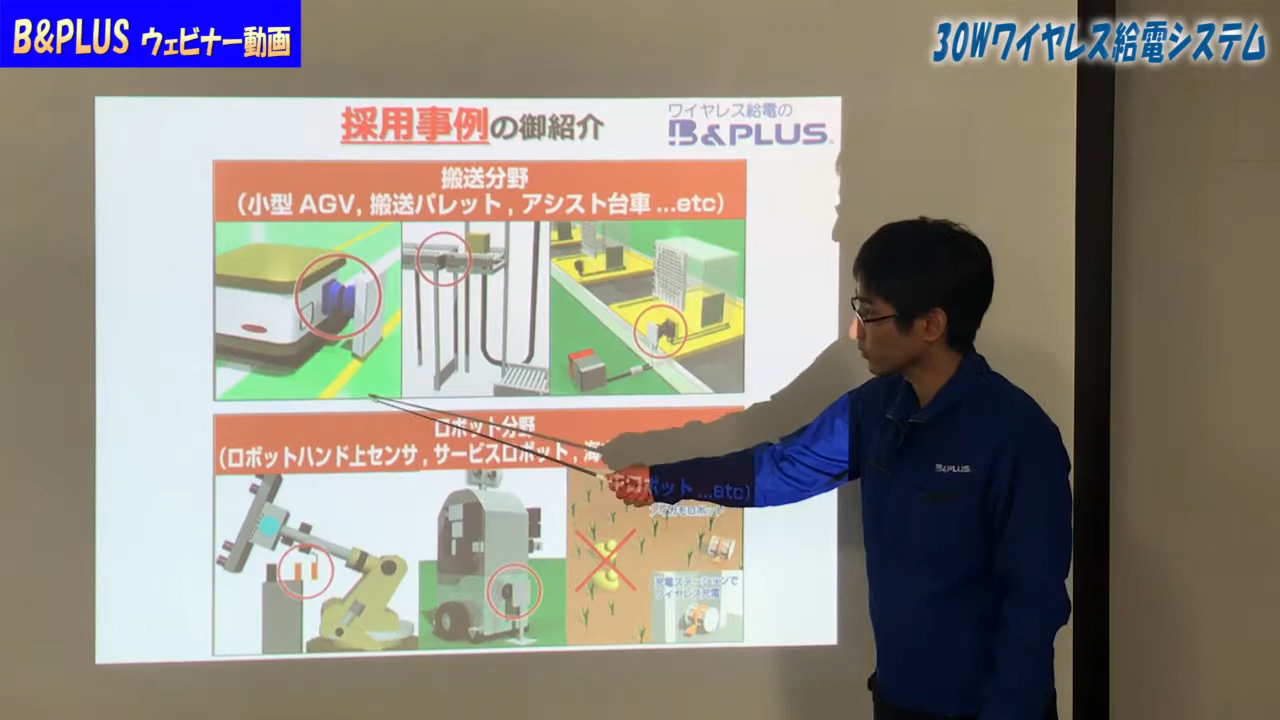 B&PLUS ウェビナー動画
30Wワイヤレス給電システム
採用事例の御紹介
ワイヤレス給電の
B&PLUS
搬送分野
(小型 AGV, 搬送パレット, アシスト台車 ...etc)
ロボット分野
(ロボットハンド上センサ, サービスロボット, ロボット ...etc)
充電ステーションで
ワイヤレス充電
B&PLUS